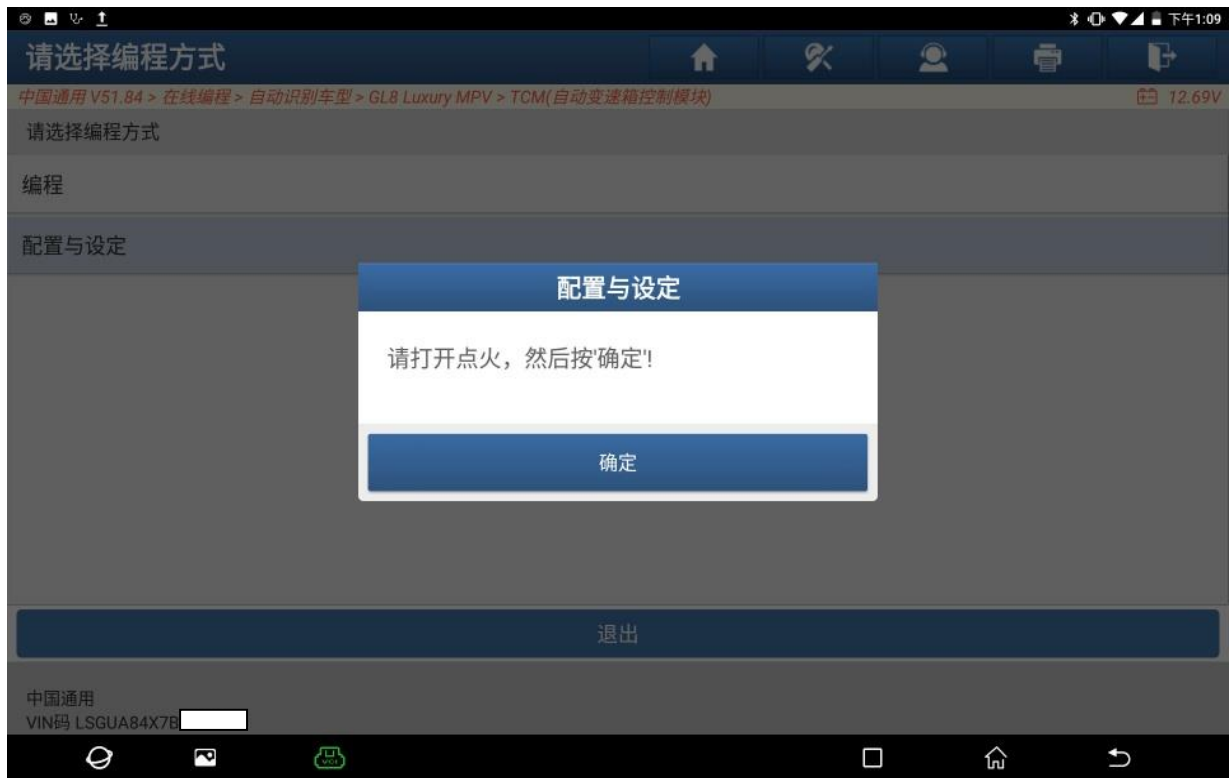 下午1:09
请选择编程方式
中国通用 V51.84 > 在线编程 > 自动识别车型 > GL8 Luxury MPV > TCM(自动变速箱控制模块)
12.69V
请选择编程方式
编程
配置与设定
配置与设定
请打开点火，然后按'确定'!
确定
退出
中国通用
VIN码 LSGUA84X7B
VCI